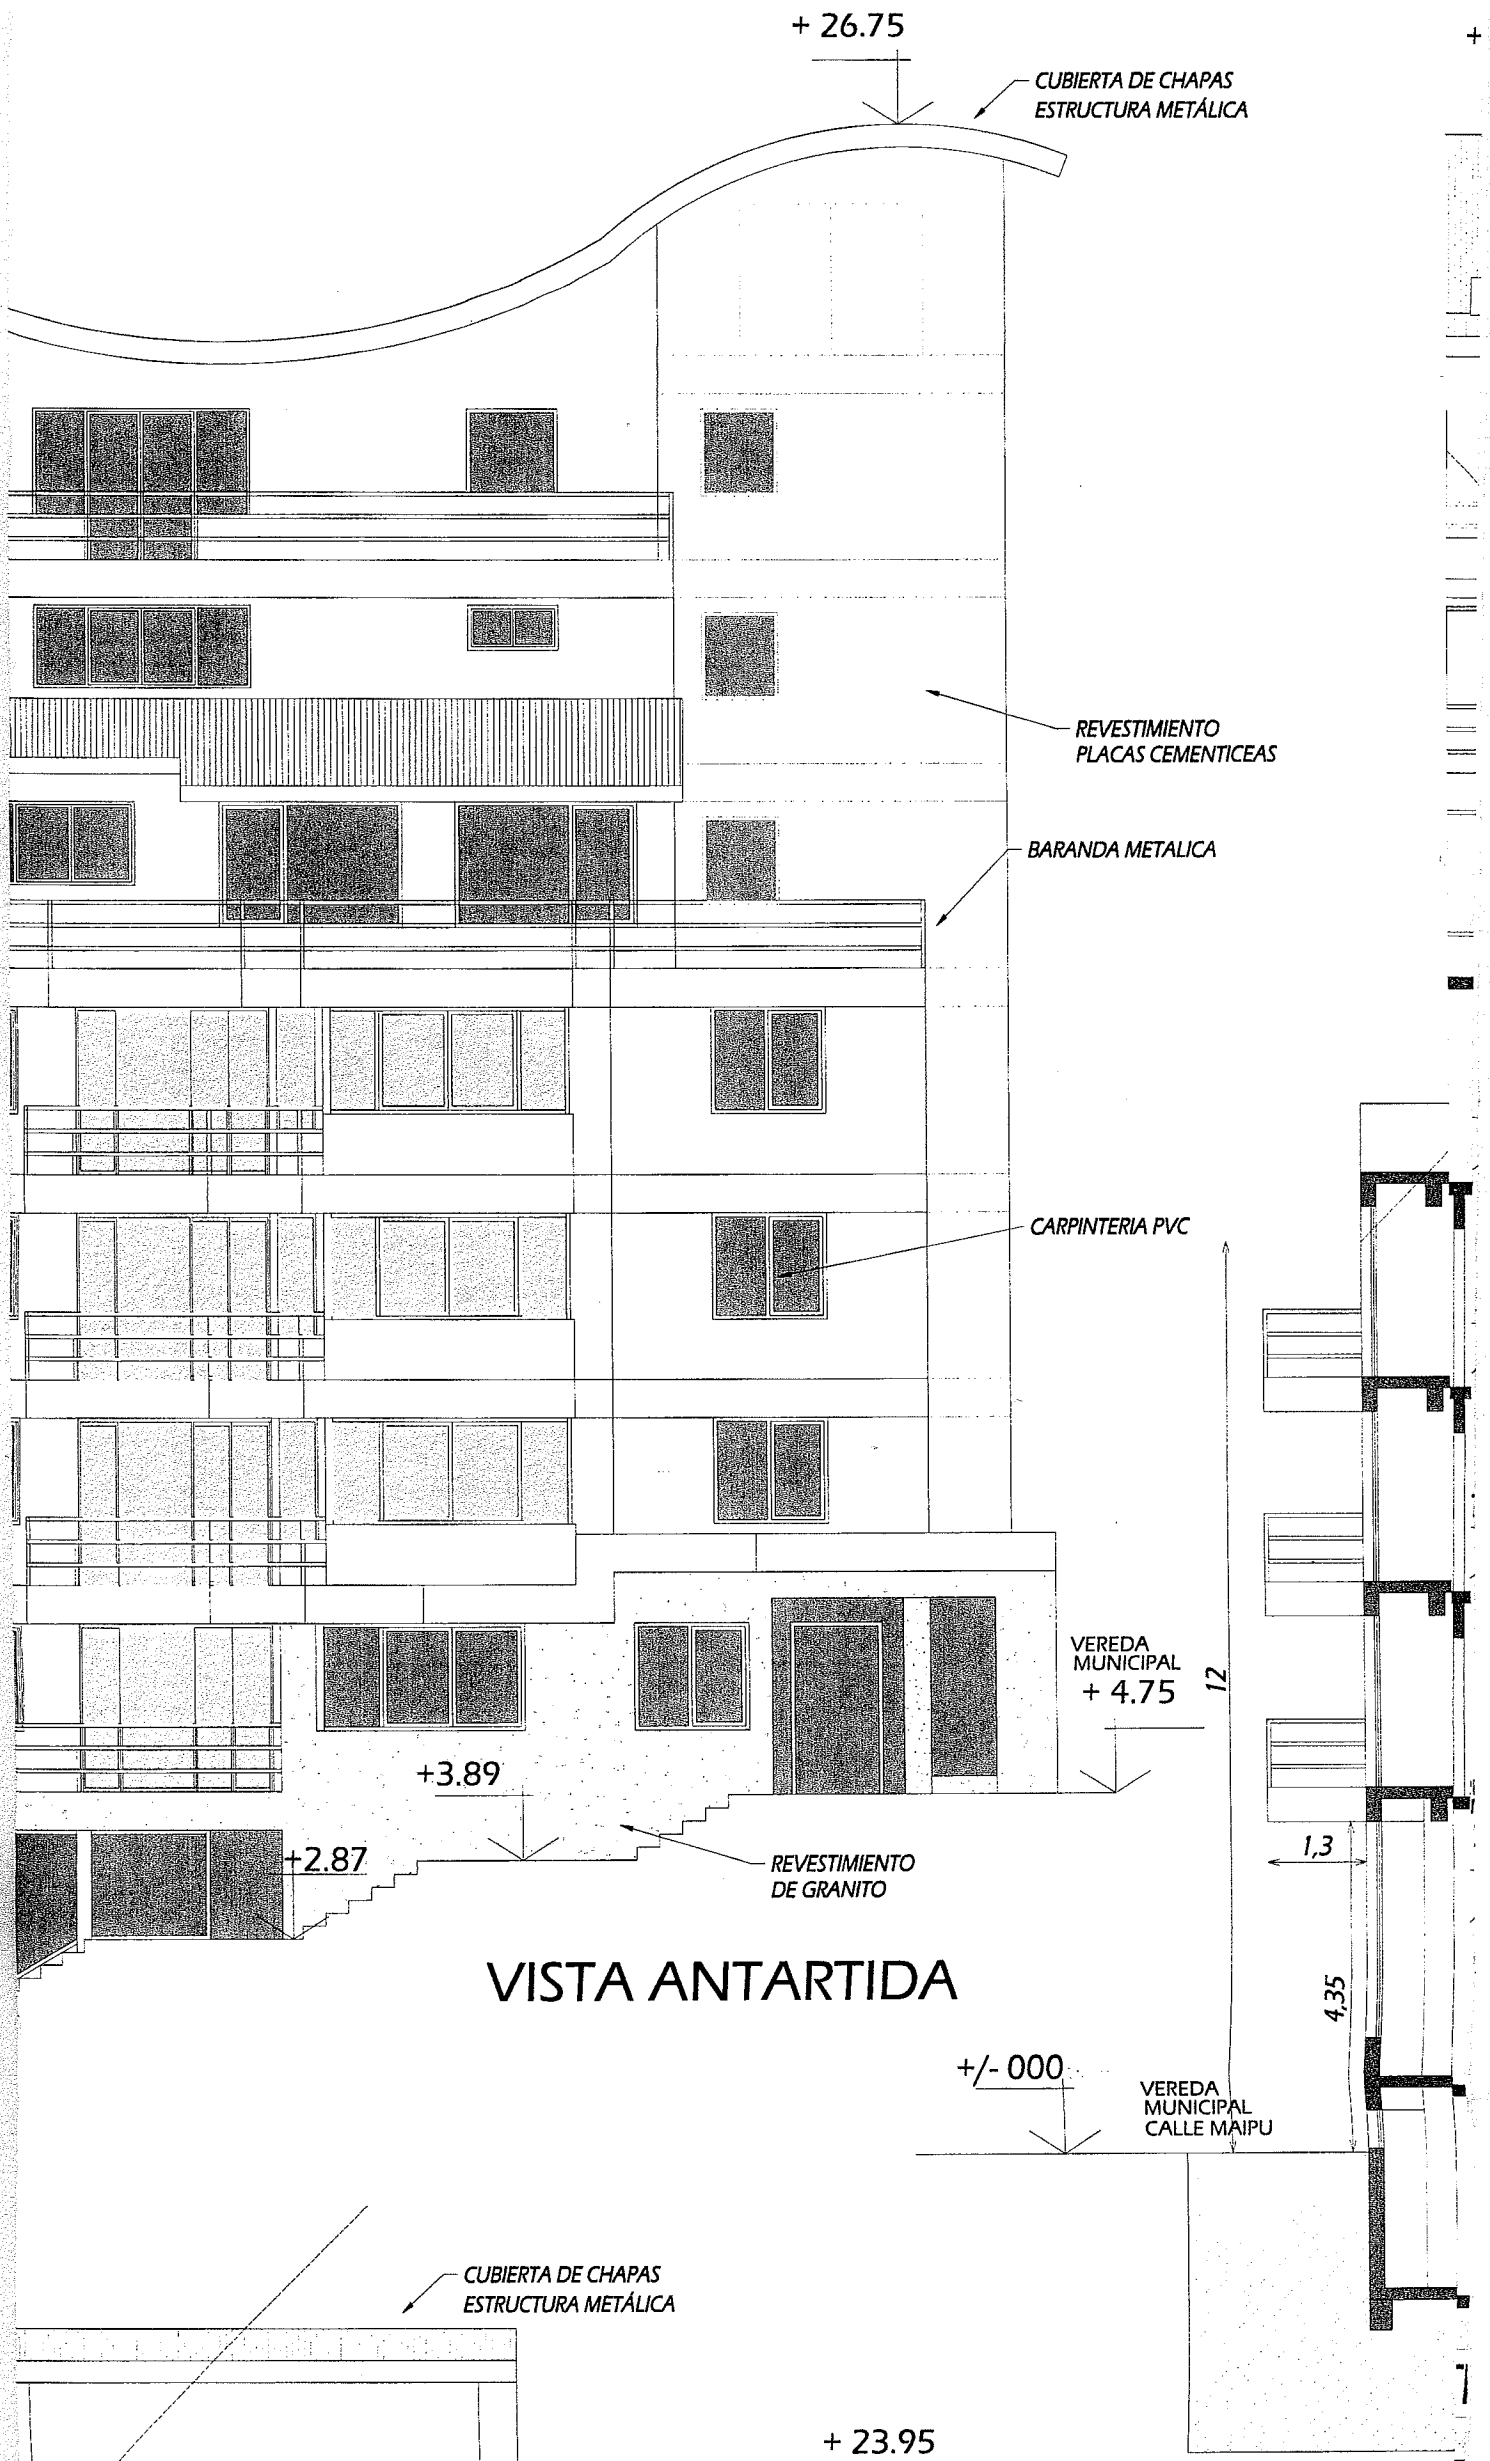 + 26.75
+
CUBIERTA DE CHAPAS
ESTRUCTURA METÁLICA
REVESTIMIENTO
PLACAS CEMENTICEAS
BARANDA METALICA
CARPINTERIA PVC
VEREDA
MUNICIPAL
+ 4.75
12
+3.89
+2.87
REVESTIMIENTO
DE GRANITO
1,3
VISTA ANTARTIDA
4,35
+/- 000
VEREDA
MUNICIPAL
CALLE MAIPU
CUBIERTA DE CHAPAS
ESTRUCTURA METÁLICA
+ 23.95